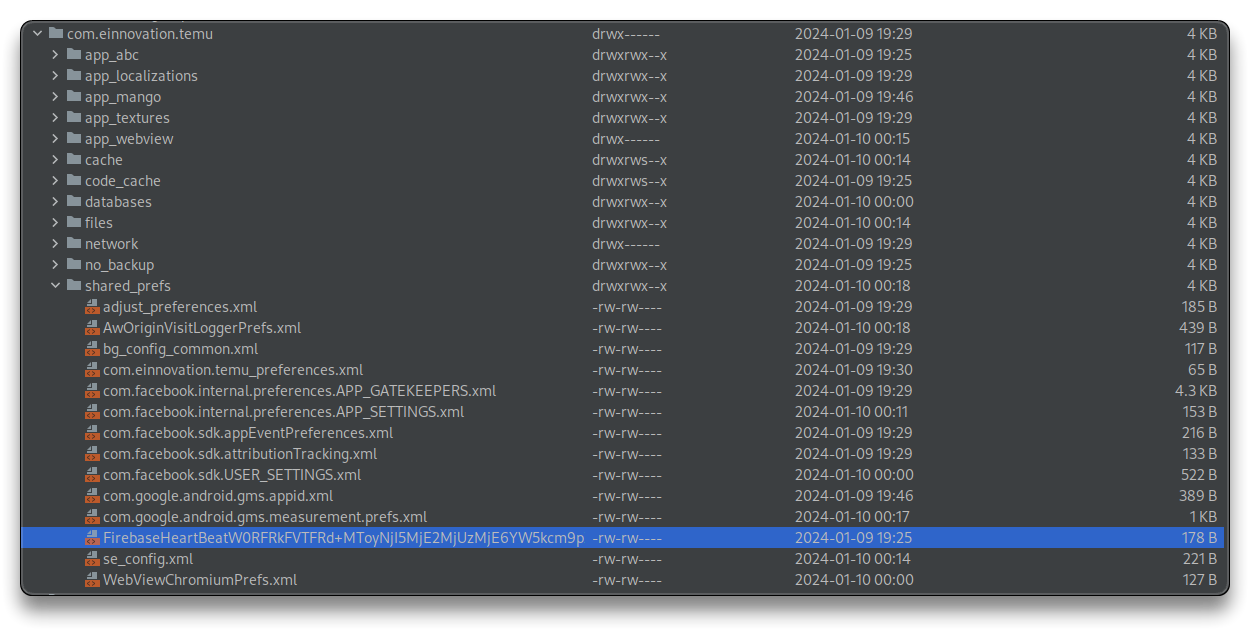 com.einnovation.temu drwx------ 2024-01-09 19:29 4 KB
app_abc drwxrwx--x 2024-01-09 19:25 4 KB
app_localizations drwxrwx--x 2024-01-09 19:29 4 KB
app_mango drwxrwx--x 2024-01-09 19:46 4 KB
app_textures drwxrwx--x 2024-01-09 19:29 4 KB
app_webview drwx------ 2024-01-10 00:15 4 KB
cache drwxrws--x 2024-01-10 00:14 4 KB
code_cache drwxrws--x 2024-01-09 19:25 4 KB
databases drwxrwx--x 2024-01-10 00:00 4 KB
files drwxrwx--x 2024-01-10 00:14 4 KB
network drwx------ 2024-01-09 19:29 4 KB
no_backup drwxrwx--x 2024-01-09 19:25 4 KB
shared_prefs drwxrwx--x 2024-01-10 00:18 4 KB
adjust_preferences.xml -rw-rw---- 2024-01-09 19:29 185 B
AwOriginVisitLoggerPrefs.xml -rw-rw---- 2024-01-10 00:18 439 B
bg_config_common.xml -rw-rw---- 2024-01-09 19:29 117 B
com.einnovation.temu_preferences.xml -rw-rw---- 2024-01-09 19:30 65 B
com.facebook.internal.preferences.APP_GATEKEEPERS.xml -rw-rw---- 2024-01-09 19:29 4.3 KB
com.facebook.internal.preferences.APP_SETTINGS.xml -rw-rw---- 2024-01-10 00:11 153 B
com.facebook.sdk.appEventPreferences.xml -rw-rw---- 2024-01-09 19:29 216 B
com.facebook.sdk.attributionTracking.xml -rw-rw---- 2024-01-09 19:29 133 B
com.facebook.sdk.USER_SETTINGS.xml -rw-rw---- 2024-01-10 00:00 522 B
com.google.android.gms.appid.xml -rw-rw---- 2024-01-09 19:46 389 B
com.google.android.gms.measurement.prefs.xml -rw-rw---- 2024-01-10 00:17 1 KB
FirebaseHeartBeatW0RFRkFVTFRd+MToyNjI5MjE2MjUzMjE6YW5kcm9p -rw-rw---- 2024-01-09 19:25 178 B
se_config.xml -rw-rw---- 2024-01-10 00:14 221 B
WebViewChromiumPrefs.xml -rw-rw---- 2024-01-10 00:00 127 B